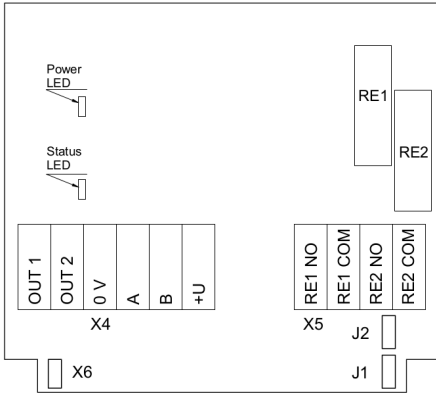 Power
LED
RE1
RE2
Status
LED
OUT 1
OUT 2
0 V
A
B
+U
RE1 NO
RE1 COM
RE2 NO
RE2 COM
X4
X5
J2
X6
J1